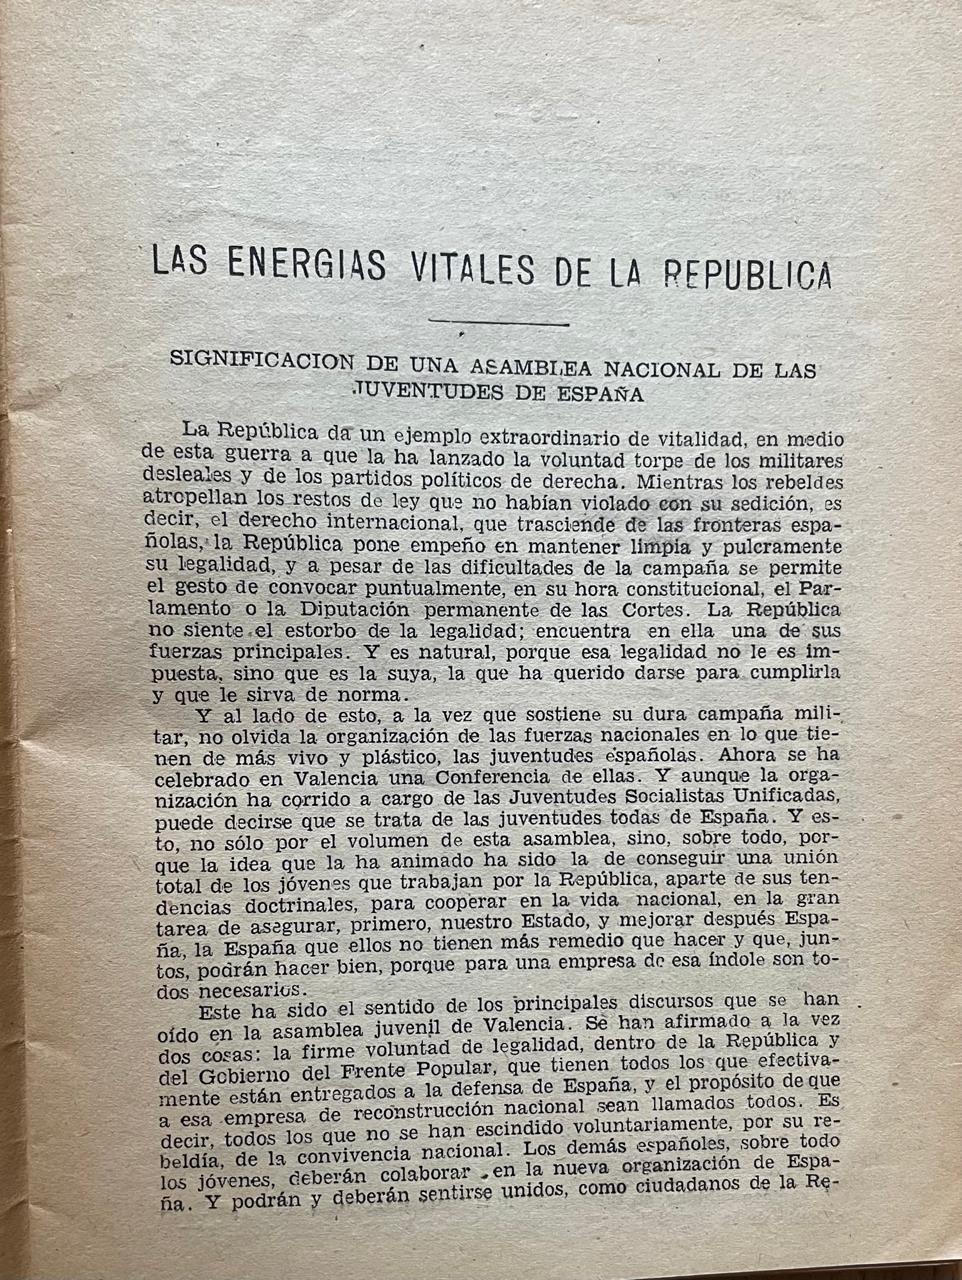 LAS ENERGIAS VITALES DE LA REPUBLICA
SIGNIFICACION DE UNA ASAMBLEA NACIONAL DE LAS
JUVENTUDES DE ESPAÑA
La República da un ejemplo extraordinario de vitalidad, en medio
de esta guerra a que la ha lanzado la voluntad torpe de los militares
desleales y de los partidos políticos de derecha. Mientras los rebeldes
atropellan los restos de ley que no habían violado con su sedición, es
decir, el derecho internacional, que trasciende de las fronteras espa-
ñolas, la República pone empeño en mantener limpia y pulcramente
su legalidad, y a pesar de las dificultades de la campaña se permite
el gesto de convocar puntualmente, en su hora constitucional, el Par-
lamento o la Diputación permanente de las Cortes. La República
no siente el estorbo de la legalidad; encuentra en ella una de sus
fuerzas principales. Y es natural, porque esa legalidad no le es im-
puesta, sino que es la suya, la que ha querido darse para cumplirla
y que le sirva de norma.
Y al lado de esto, a la vez que sostiene su dura campaña mili-
tar, no olvida la organización de las fuerzas nacionales en lo que tie-
nen de más vivo y plástico, las juventudes españolas. Ahora se ha
celebrado en Valencia una Conferencia de ellas. Y aunque la orga-
nización ha corrido a cargo de las Juventudes Socialistas Unificadas,
puede decirse que se trata de las juventudes todas de España. Y es-
to, no sólo por el volumen de esta asamblea, sino, sobre todo, por-
que la idea que la ha animado ha sido la de conseguir una unión
total de los jóvenes que trabajan por la República, aparte de sus ten-
dencias doctrinales, para cooperar en la vida nacional, en la gran
tarea de asegurar, primero, nuestro Estado, y mejorar después Espa-
ña, la España que ellos no tienen más remedio que hacer y que, jun-
tos, podrán hacer bien, porque para una empresa de esa índole son to-
dos necesarios.
Este ha sido el sentido de los principales discursos que se han
oído en la asamblea juvenil de Valencia. Se han afirmado a la vez
dos cosas: la firme voluntad de legalidad, dentro de la República y
del Gobierno del Frente Popular, que tienen todos los que efectiva-
mente están entregados a la defensa de España, y el propósito de que
a esa empresa de reconstrucción nacional sean llamados todos. Es
decir, todos los que no se han escindido voluntariamente, por su re-
beldía, de la convivencia nacional. Los demás españoles, sobre todo
los jóvenes, deberán colaborar en la nueva organización de Espa-
ña. Y podrán y deberán sentirse unidos, como ciudadanos de la Re-